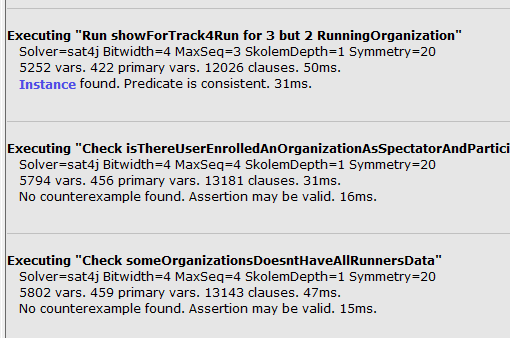 Executing "Run showForTrack4Run for 3 but 2 RunningOrganization"
Solver=sat4j Bitwidth=4 MaxSeq=3 SkolemDepth=1 Symmetry=20
5252 vars. 422 primary vars. 12026 clauses. 50ms.
Instance found. Predicate is consistent. 31ms.
Executing "Check isThereUserEnrolledAnOrganizationAsSpectatorAndPartici
Solver=sat4j Bitwidth=4 MaxSeq=4 SkolemDepth=1 Symmetry=20
5794 vars. 456 primary vars. 13181 clauses. 31ms.
No counterexample found. Assertion may be valid. 16ms.
Executing "Check someOrganizationsDoesntHaveAllRunnersData"
Solver=sat4j Bitwidth=4 MaxSeq=4 SkolemDepth=1 Symmetry=20
5802 vars. 459 primary vars. 13143 clauses. 47ms.
No counterexample found. Assertion may be valid. 15ms.